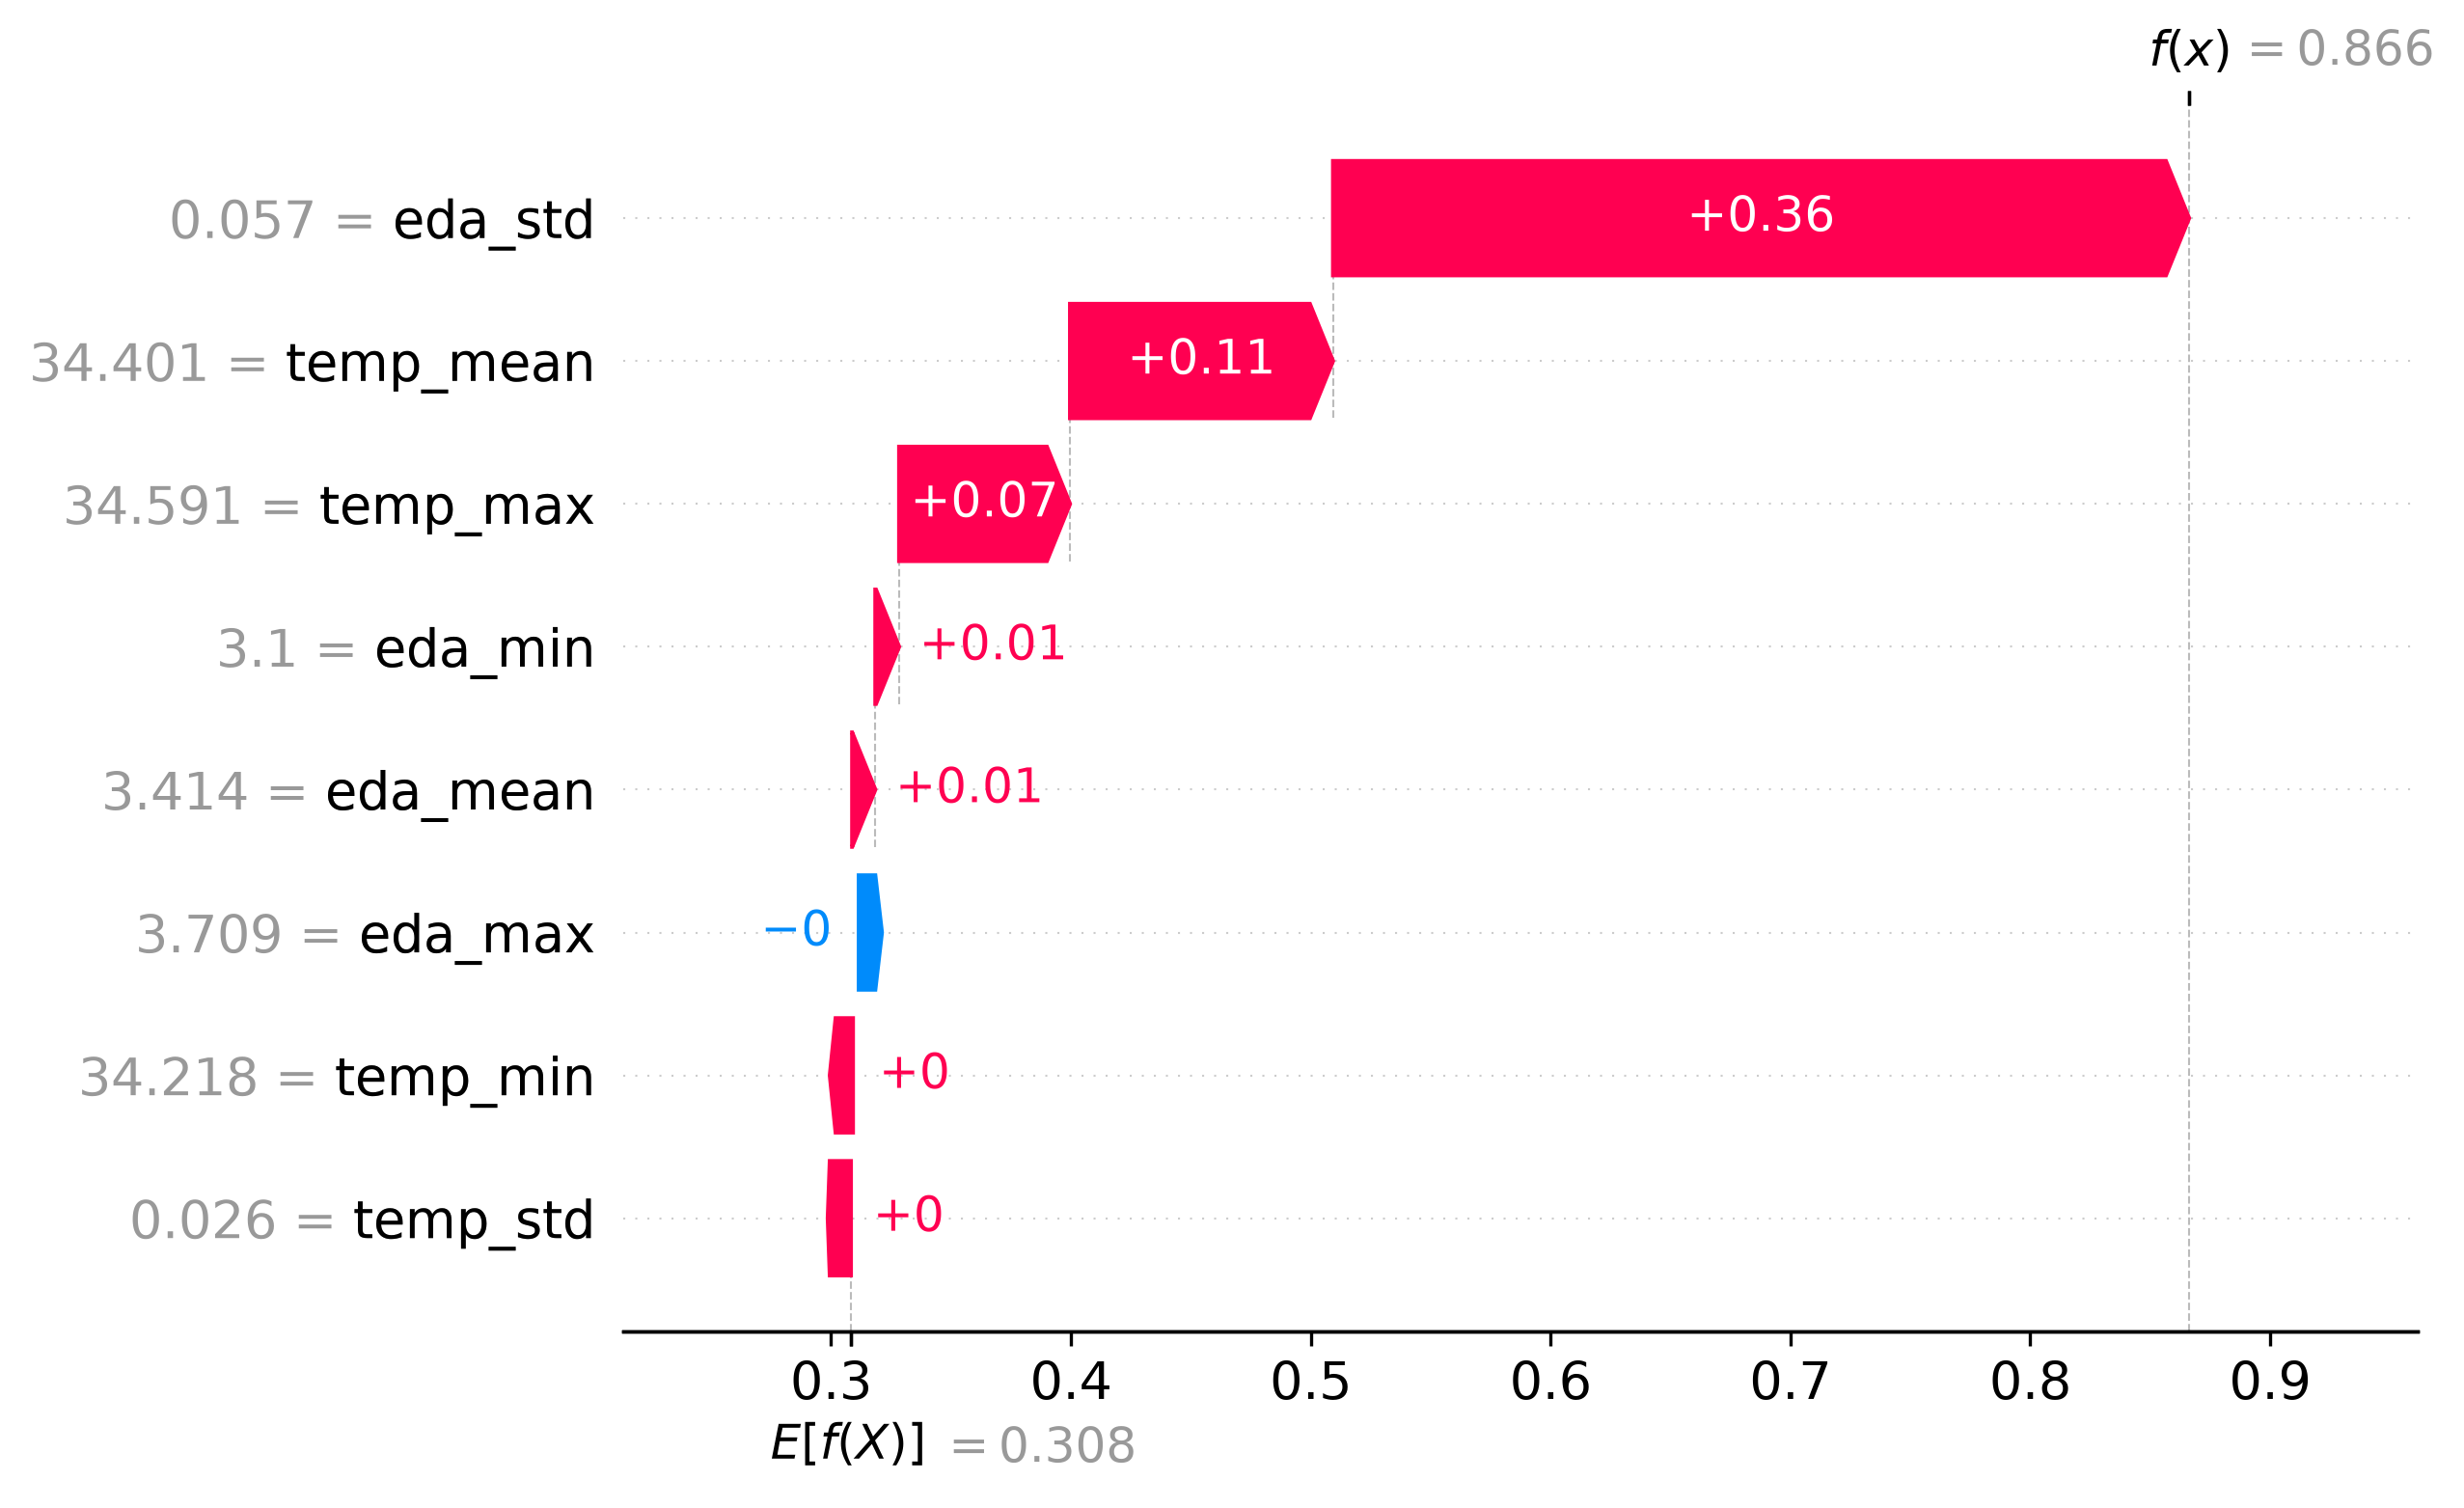 f(x) = 0.866
0.057 = eda_std
+0.36
34.401 = temp_mean
+0.11
34.591 = temp_max
+0.07
3.1 = eda_min
+0.01
3.414 = eda_mean
+0.01
3.709 = eda_max
−0
34.218 = temp_min
+0
0.026 = temp_std
+0
0.3 0.4 0.5 0.6 0.7 0.8 0.9
E[f(X)] = 0.308